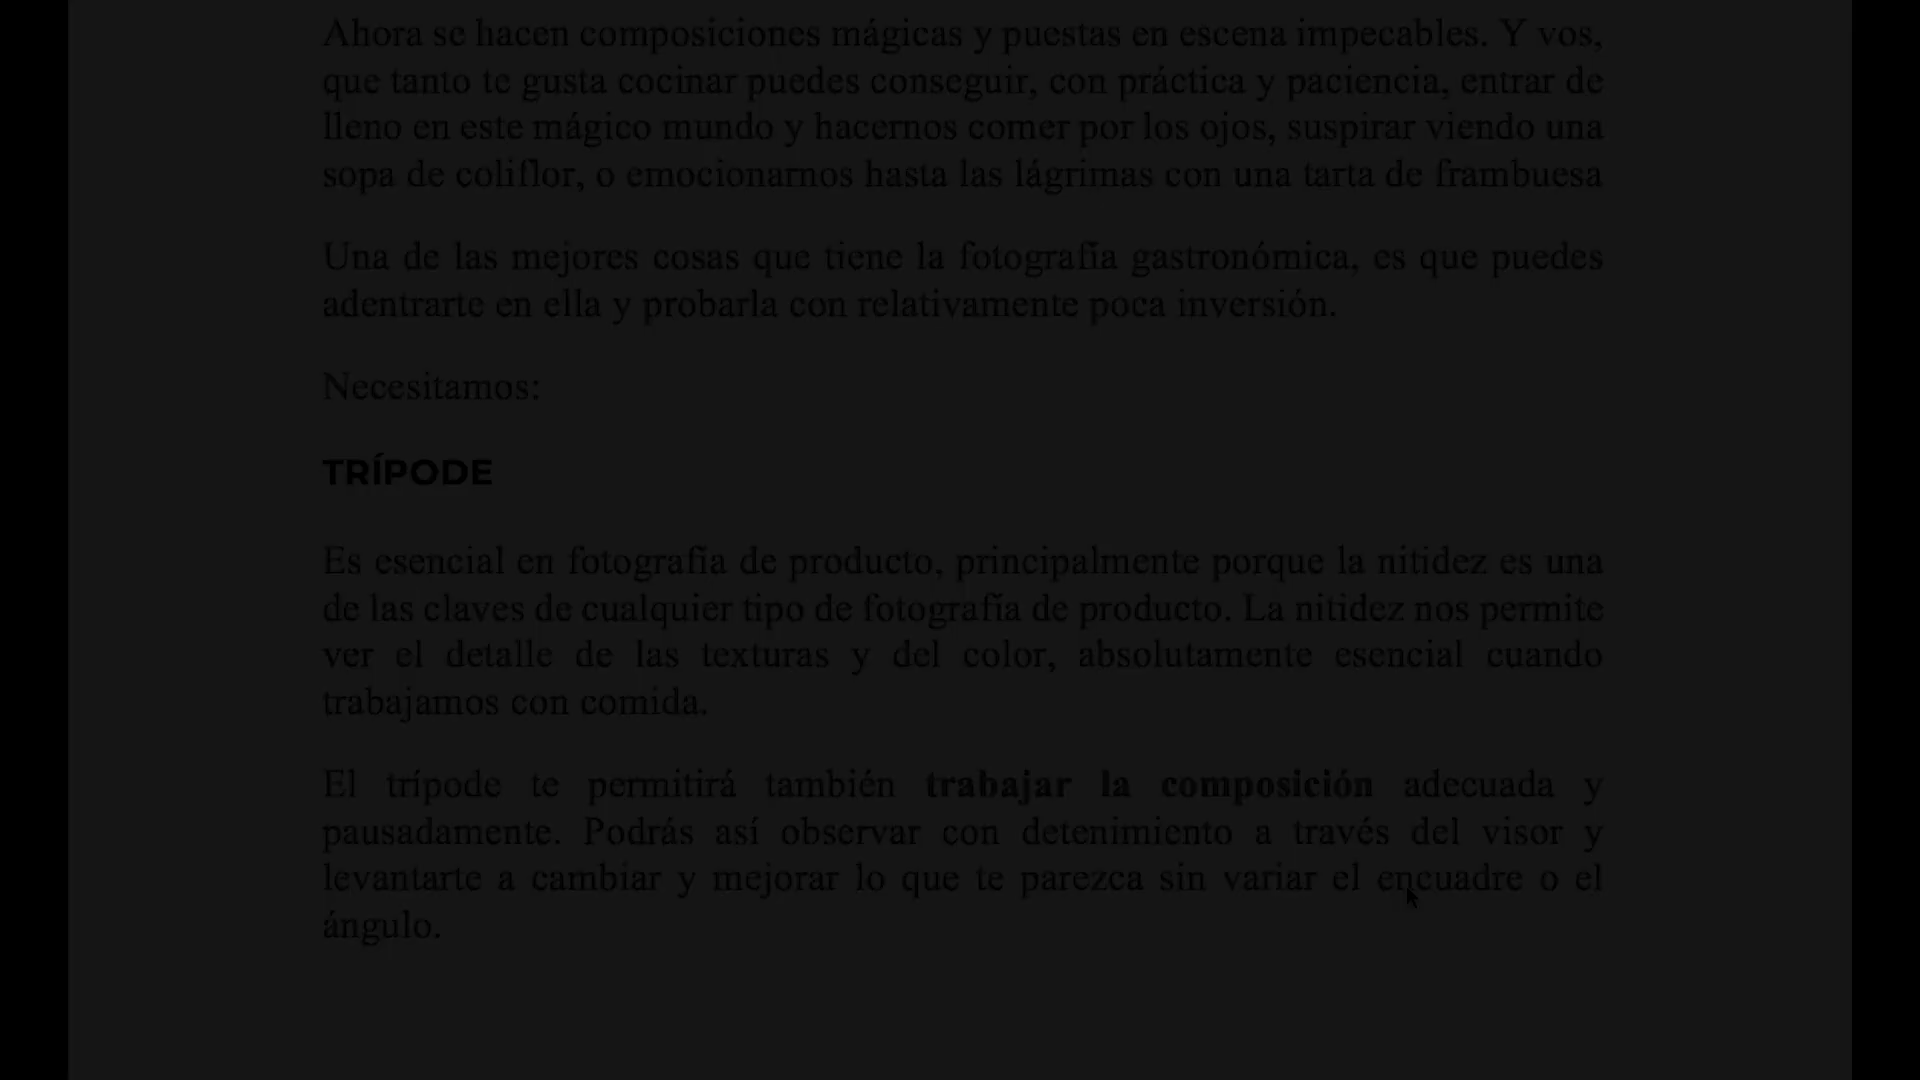 Ahora se hacen composiciones mágicas y puestas en escena impecables. Y vos,
que tanto te gusta cocinar puedes conseguir, con práctica y paciencia, entrar de
lleno en este mágico mundo y hacernos comer por los ojos, suspirar viendo una
sopa de coliflor, o emocionarnos hasta las lágrimas con una tarta de frambuesa
Una de las mejores cosas que tiene la fotografía gastronómica, es que puedes
adentrarte en ella y probarla con relativamente poca inversión.
Necesitamos:
TRÍPODE
Es esencial en fotografía de producto, principalmente porque la nitidez es una
de las claves de cualquier tipo de fotografía de producto. La nitidez nos permite
ver el detalle de las texturas y del color, absolutamente esencial cuando
trabajamos con comida.
El trípode te permitirá también trabajar la composición adecuada y
pausadamente. Podrás así observar con detenimiento a través del visor y
levantarte a cambiar y mejorar lo que te parezca sin variar el encuadre o el
ángulo.